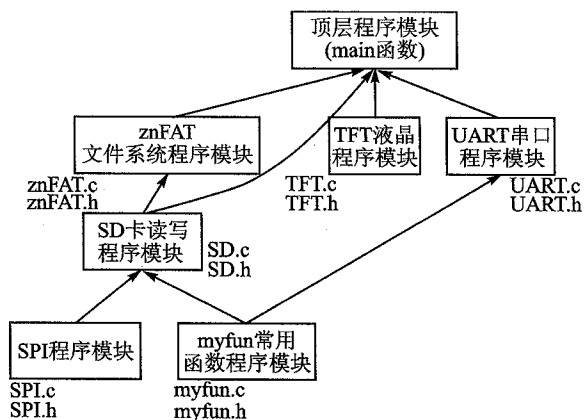 顶层程序模块
(main函数)
znFAT
文件系统程序模块
TFT液晶
程序模块
UART串口
程序模块
znFAT.c
znFAT.h
TFT.c
TFT.h
UART.c
UART.h
SD卡读写
程序模块
SD.c
SD.h
SPI程序模块
myfun常用
函数程序模块
SPI.c
SPI.h
myfun.c
myfun.h